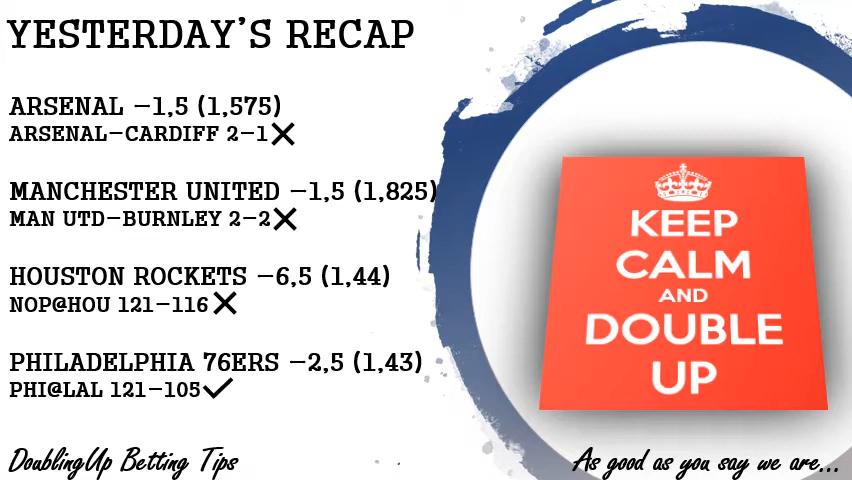 YESTERDAY'S RECAP
ARSENAL -1,5 (1,575)
ARSENAL-CARDIFF 2-1
MANCHESTER UNITED -1,5 (1,825)
MAN UTD-BURNLEY 2-2
HOUSTON ROCKETS -6,5 (1,44)
NOP@HOU 121-116
PHILADELPHIA 76ERS -2,5 (1,43)
PHI@LAL 121-105
KEEP
CALM
AND
DOUBLE
UP
DoublingUp Betting Tips
As good as you say we are...